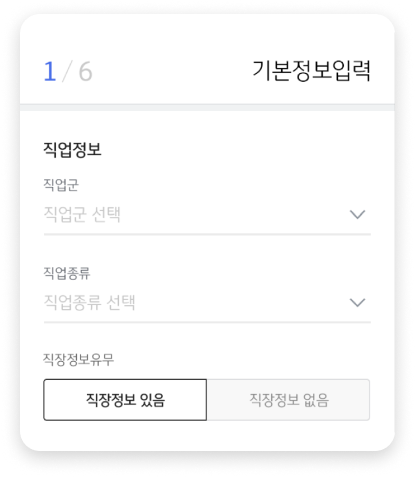 1 / 6 기본정보입력
직업정보
직업군
직업군 선택
직업종류
직업종류 선택
직장정보유무
직장정보 있음 직장정보 없음